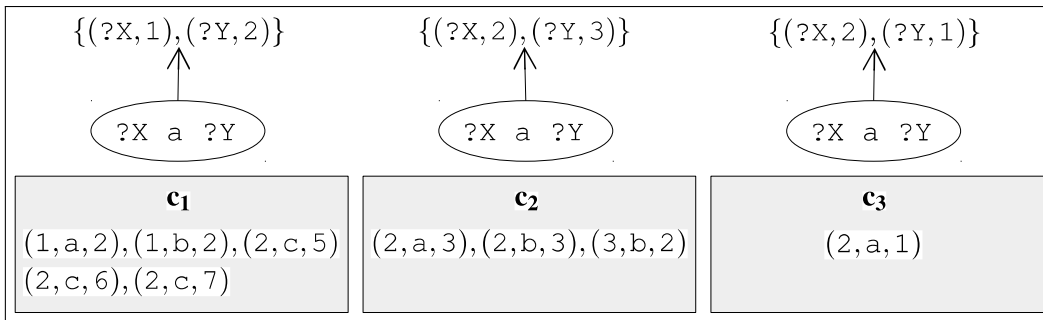 {(?X,1),(?Y,2)} {(?X,2),(?Y,3)} {(?X,2),(?Y,1)}
?X a ?Y ?X a ?Y ?X a ?Y
c1 c2 c3
(1,a,2),(1,b,2),(2,c,5) (2,a,3),(2,b,3),(3,b,2) (2,a,1)
(2,c,6),(2,c,7)